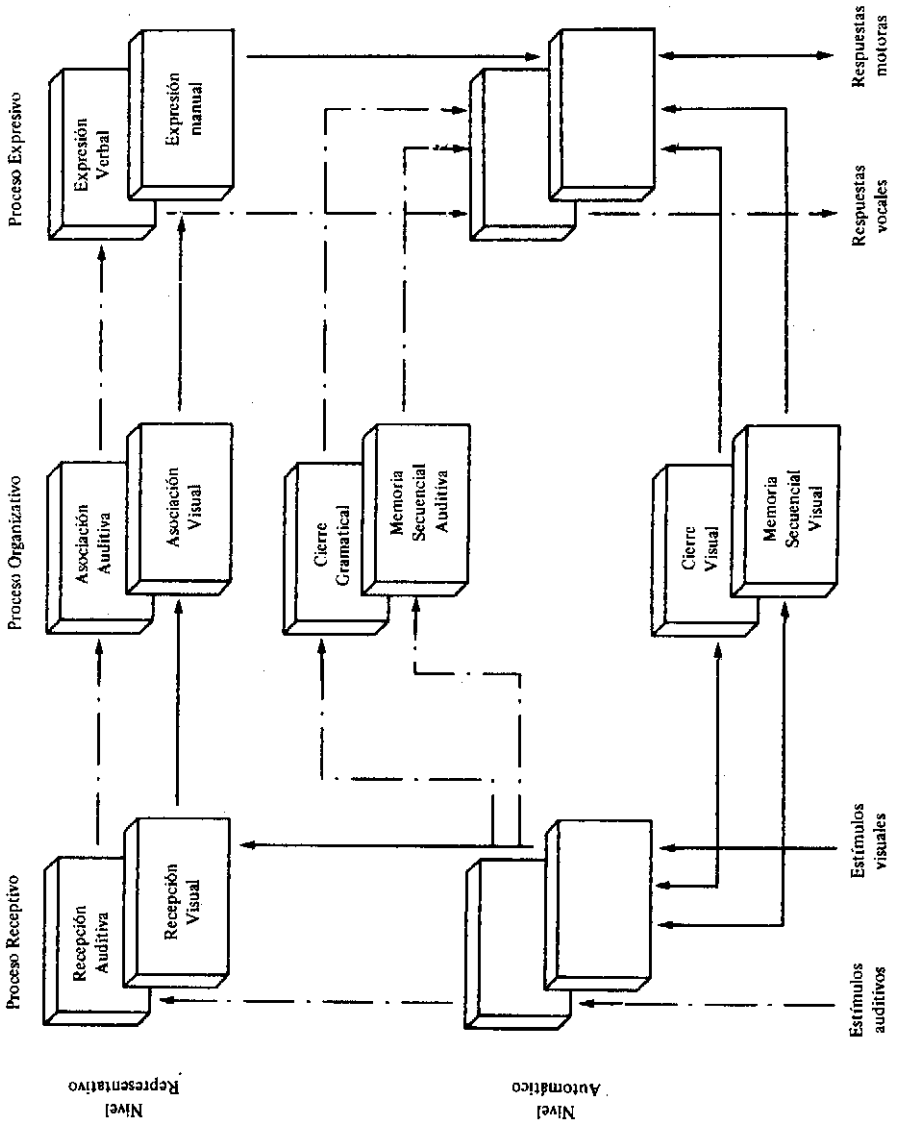 Proceso Receptivo
Proceso Organizativo
Proceso Expresivo
Nivel
Representativo
Recepción
Auditiva
Recepción
Visual
Asociación
Auditiva
Asociación
Visual
Expresión
Verbal
Expresión
manual
Nivel
Automático
Cierre
Gramatical
Memoria
Secuencial
Auditiva
Cierre
Visual
Memoria
Secuencial
Visual
Estímulos
auditivos
Estímulos
visuales
Respuestas
vocales
Respuestas
motoras